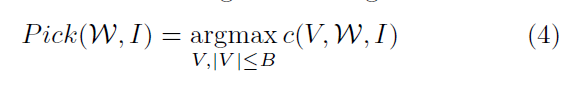 Pick(𝒲, I) = argmax c(V, 𝒲, I) (4)
V,|V|≤B